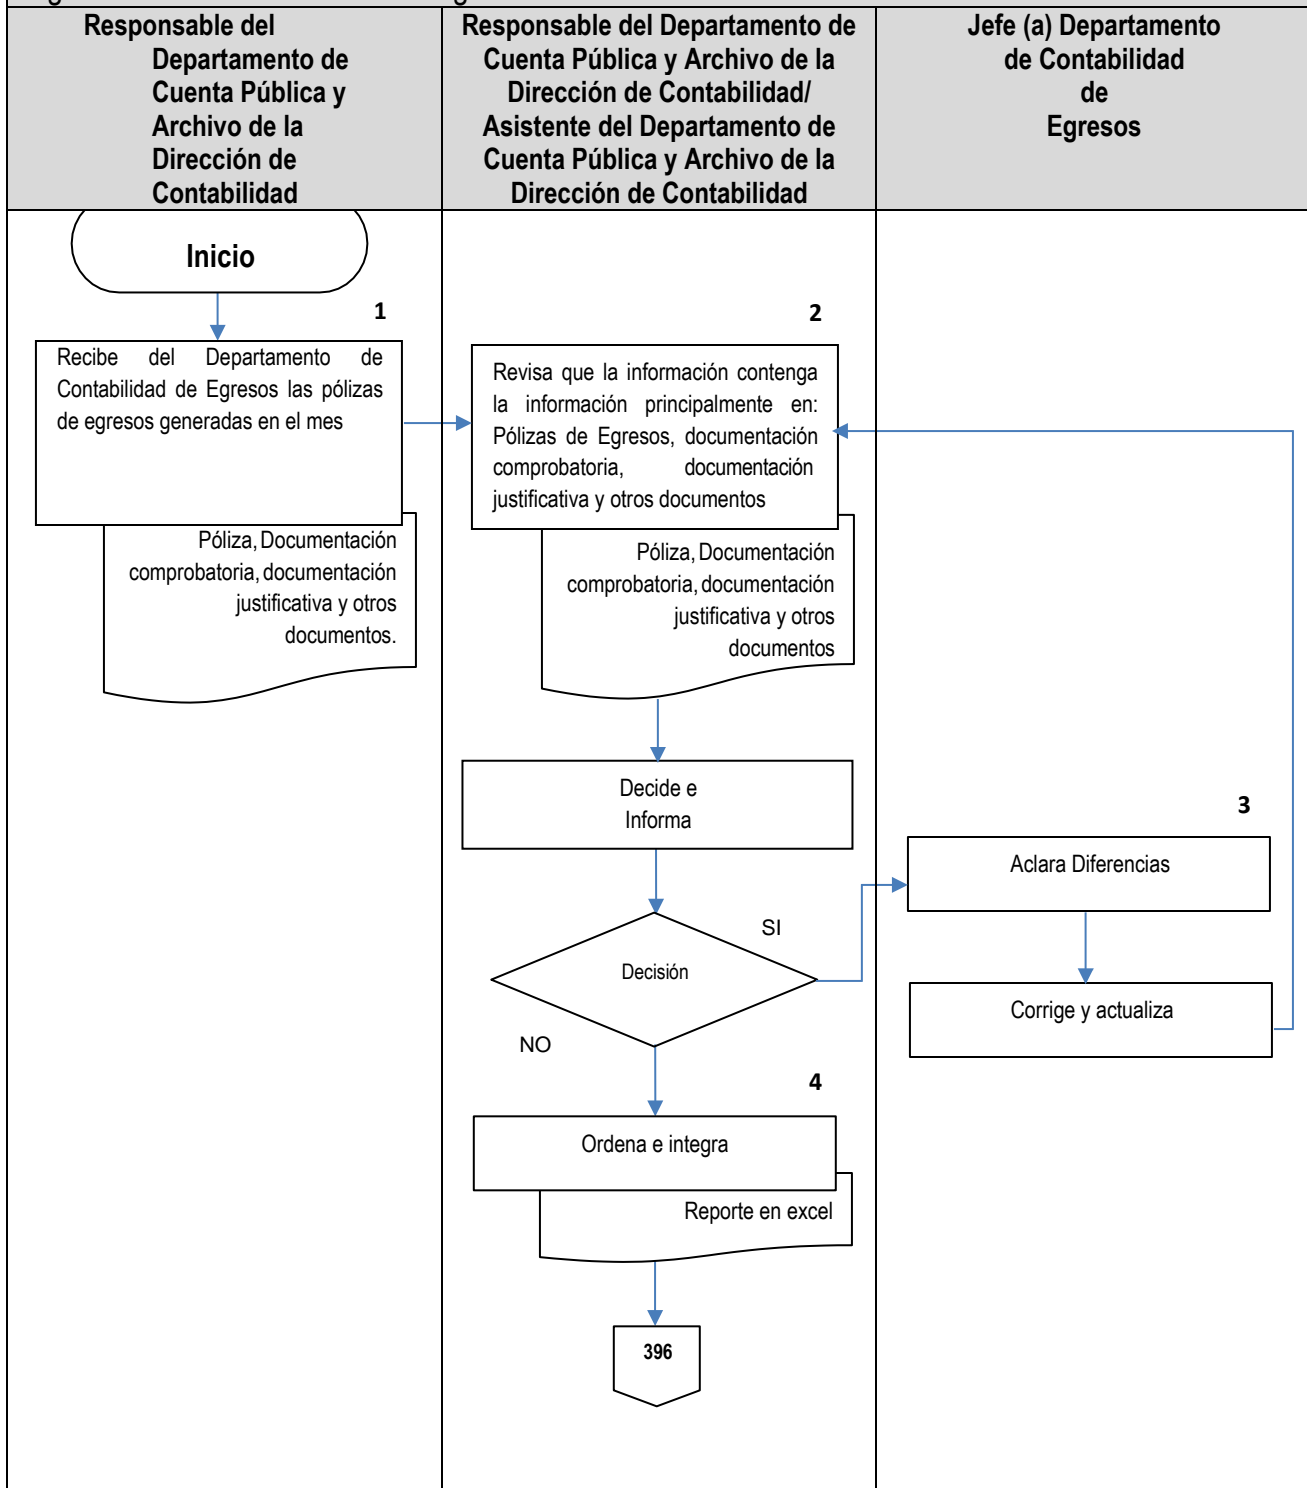 Responsable del
Departamento de
Cuenta Pública y
Archivo de la
Dirección de
Contabilidad
Responsable del Departamento de
Cuenta Pública y Archivo de la
Dirección de Contabilidad/
Asistente del Departamento de
Cuenta Pública y Archivo de la
Dirección de Contabilidad
Jefe (a) Departamento
de Contabilidad
de
Egresos
Inicio
1
Recibe del Departamento de
Contabilidad de Egresos las pólizas
de egresos generadas en el mes
Póliza, Documentación
comprobatoria, documentación
justificativa y otros
documentos.
2
Revisa que la información contenga
la información principalmente en:
Pólizas de Egresos, documentación
comprobatoria, documentación
justificativa y otros documentos
Póliza, Documentación
comprobatoria, documentación
justificativa y otros
documentos
Decide e
Informa
Decisión
SI
NO
3
Aclara Diferencias
Corrige y actualiza
4
Ordena e integra
Reporte en excel
396